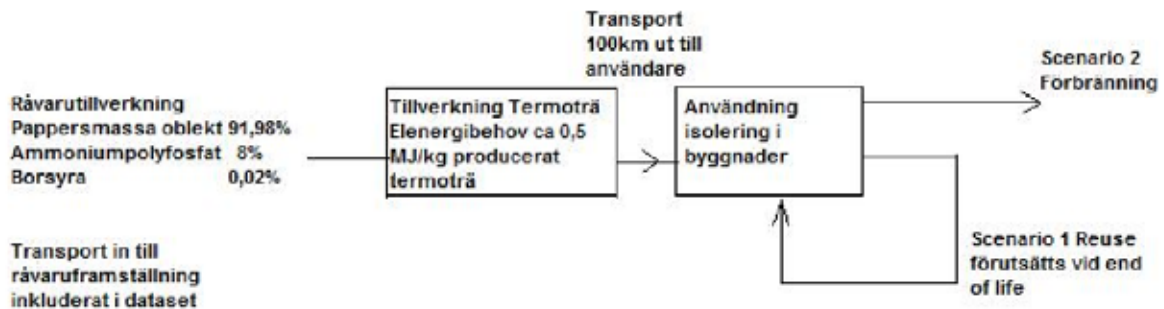 Råvarutillverkning
Pappersmassa oblekt 91,98%
Ammoniumpolyfosfat 8%
Borsyra 0,02%
Transport in till
råvaruframställning
inkluderat i dataset
Tillverkning Termoträ
Elenergibehov ca 0,5
MJ/kg producerat
termoträ
Transport
100km ut till
användare
Användning
isolering i
byggnader
Scenario 2
Förbränning
Scenario 1 Reuse
förutsätts vid end
of life